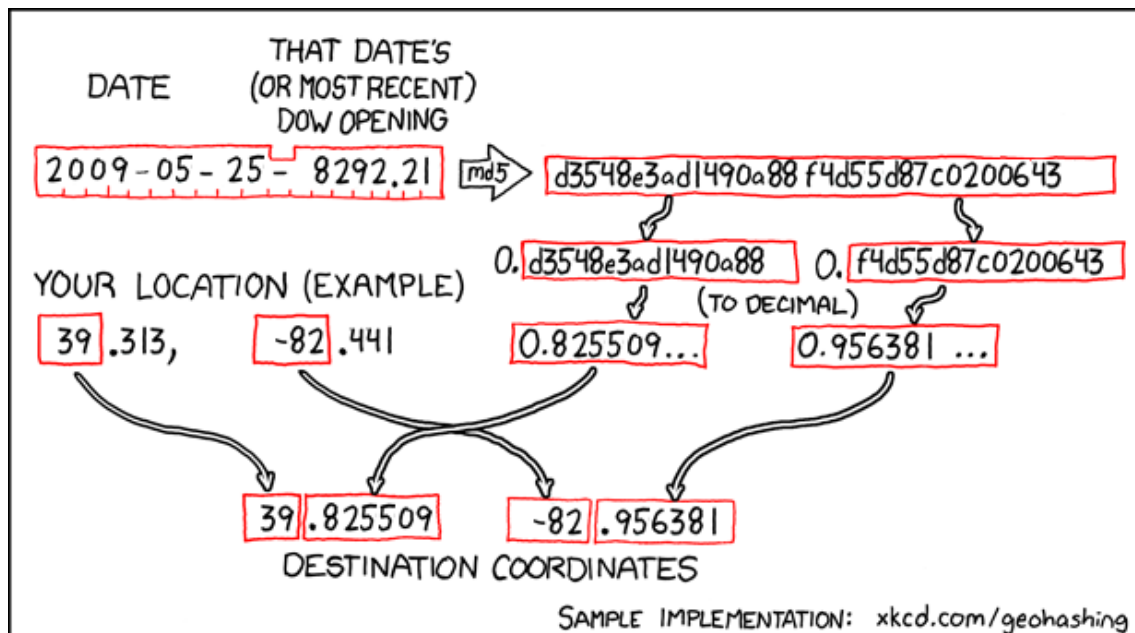 DATE
THAT DATE'S
(OR MOST RECENT)
DOW OPENING
2009-05-25-8292.21
md5
d3548e3ad1490a88f4d55d87c0200643
0.d3548e3ad1490a88
0.f4d55d87c0200643
YOUR LOCATION (EXAMPLE)
(TO DECIMAL)
39.313,
-82.441
0.825509...
0.956381 ...
39.825509
-82.956381
DESTINATION COORDINATES
SAMPLE IMPLEMENTATION: xkcd.com/geohashing